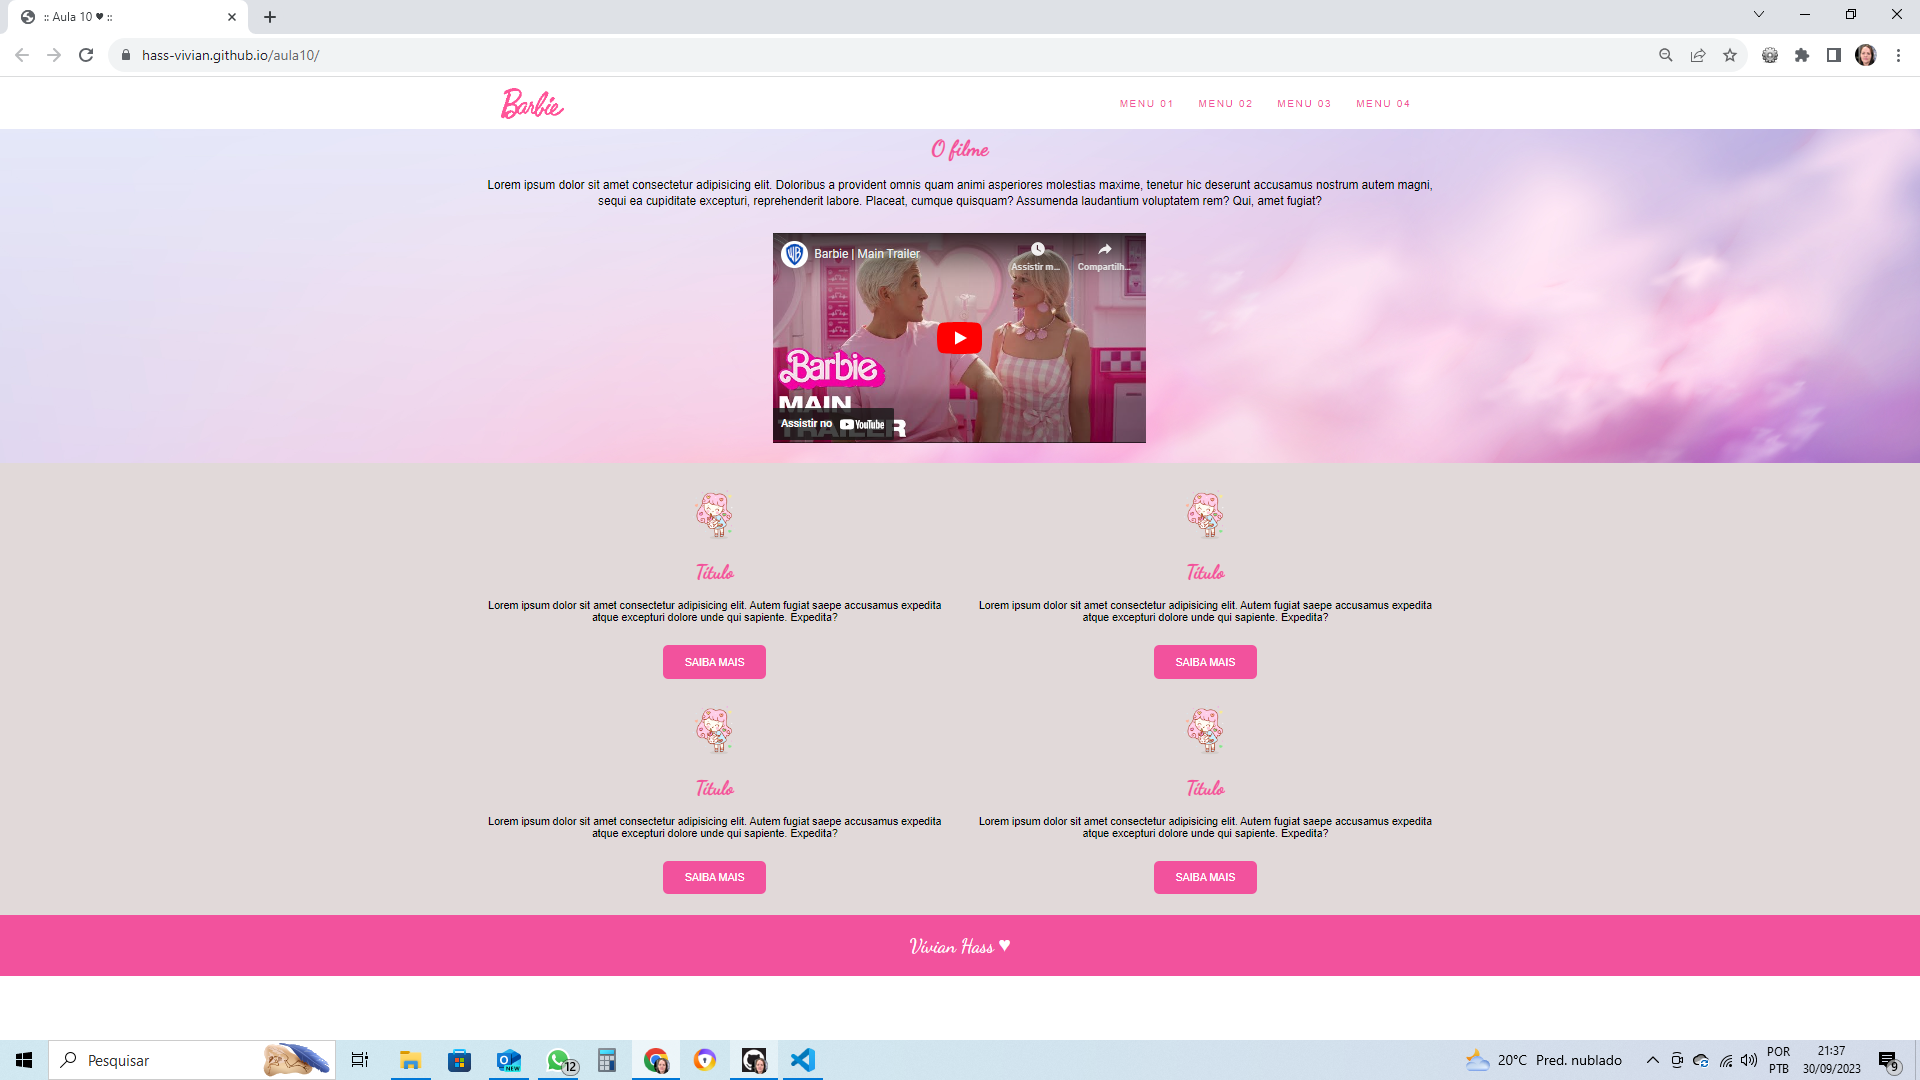 :: Aula 10 ♥ ::
hass-vivian.github.io/aula10/
Barbie
MENU 01 MENU 02 MENU 03 MENU 04
O filme
Lorem ipsum dolor sit amet consectetur adipisicing elit. Doloribus a provident omnis quam animi asperiores molestias maxime, tenetur hic deserunt accusamus nostrum autem magni,
sequi ea cupiditate excepturi, reprehenderit labore. Placeat, cumque quisquam? Assumenda laudantium voluptatem rem? Qui, amet fugiat?
Barbie | Main Trailer
Assistir m... Compartilh...
Barbie
MAIN
TRAILER
Assistir no YouTube
Título
Lorem ipsum dolor sit amet consectetur adipisicing elit. Autem fugiat saepe accusamus expedita
atque excepturi dolore unde qui sapiente. Expedita?
SAIBA MAIS
Título
Lorem ipsum dolor sit amet consectetur adipisicing elit. Autem fugiat saepe accusamus expedita
atque excepturi dolore unde qui sapiente. Expedita?
SAIBA MAIS
Título
Lorem ipsum dolor sit amet consectetur adipisicing elit. Autem fugiat saepe accusamus expedita
atque excepturi dolore unde qui sapiente. Expedita?
SAIBA MAIS
Título
Lorem ipsum dolor sit amet consectetur adipisicing elit. Autem fugiat saepe accusamus expedita
atque excepturi dolore unde qui sapiente. Expedita?
SAIBA MAIS
Vivian Hass ♥
Pesquisar
NEW
12
20°C Pred. nublado
POR
PTB
21:37
30/09/2023
9